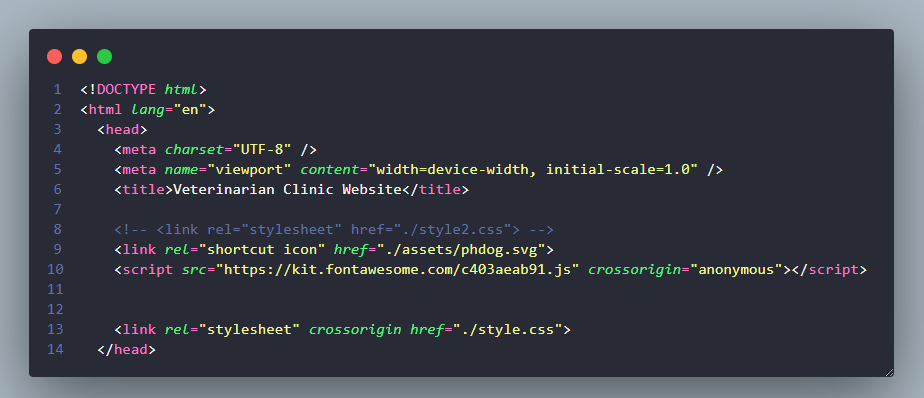 1 <!DOCTYPE html>
2 <html lang="en">
3   <head>
4     <meta charset="UTF-8" />
5     <meta name="viewport" content="width=device-width, initial-scale=1.0" />
6     <title>Veterinarian Clinic Website</title>
7
8     <!-- <link rel="stylesheet" href="./style2.css"> -->
9     <link rel="shortcut icon" href="./assets/phdog.svg">
10     <script src="https://kit.fontawesome.com/c403aeab91.js" crossorigin="anonymous"></script>
11
12
13     <link rel="stylesheet" crossorigin href="./style.css">
14   </head>